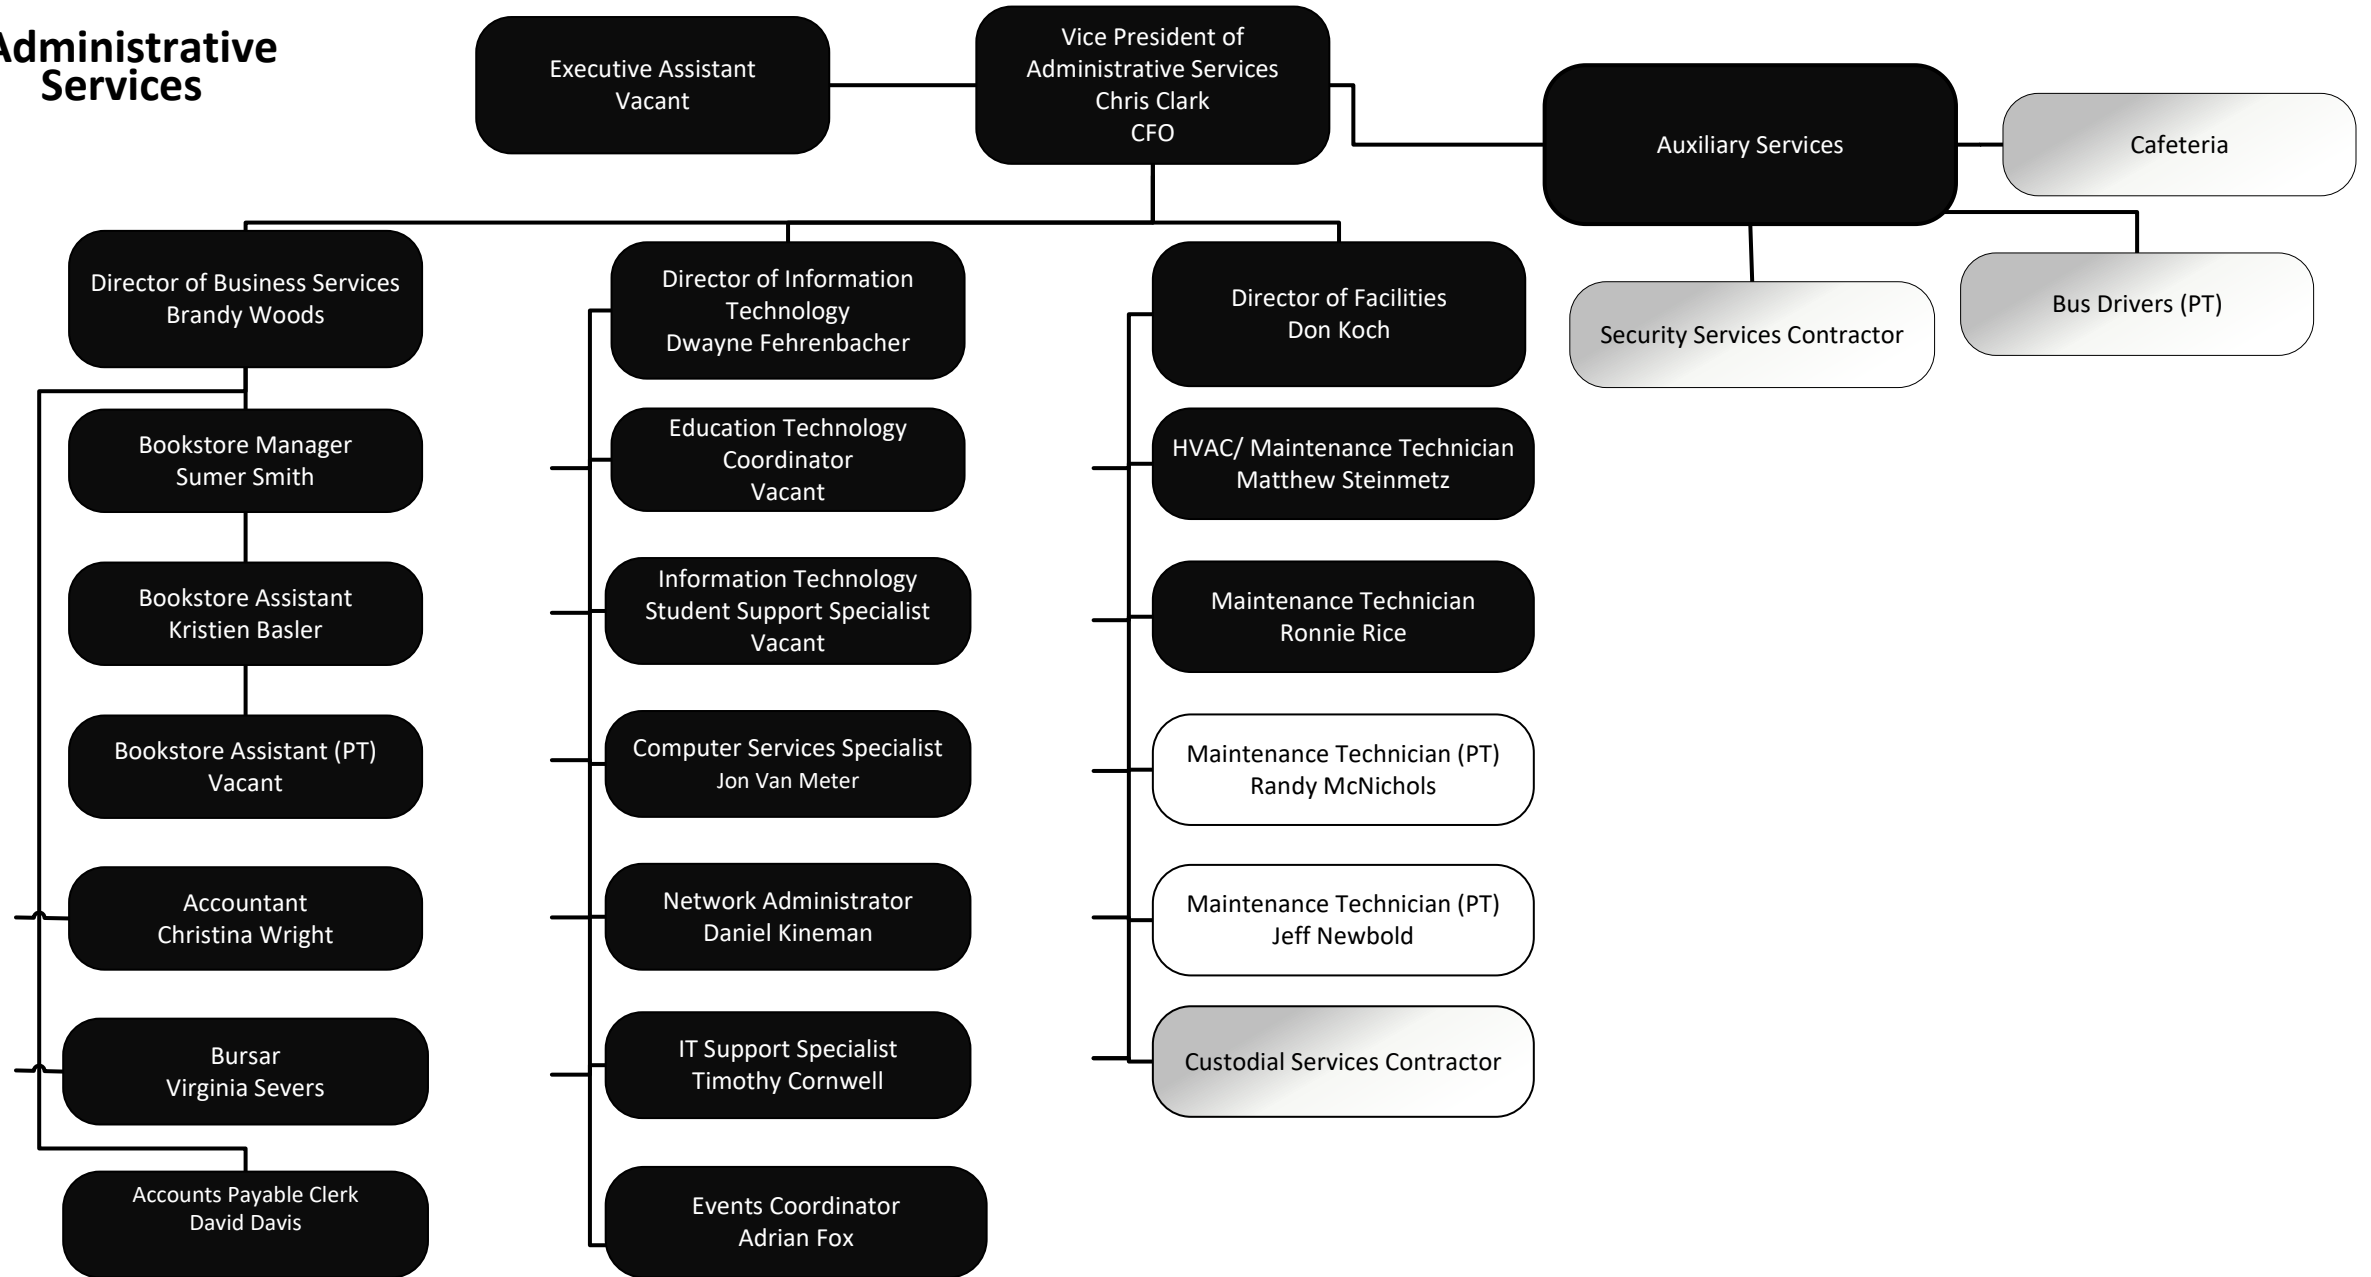 Administrative
Services
Executive Assistant
Vacant
Vice President of
Administrative Services
Chris Clark
CFO
Auxiliary Services
Cafeteria
Security Services Contractor
Bus Drivers (PT)
Director of Business Services
Brandy Woods
Bookstore Manager
Sumer Smith
Bookstore Assistant
Kristien Basler
Bookstore Assistant (PT)
Vacant
Accountant
Christina Wright
Bursar
Virginia Severs
Accounts Payable Clerk
David Davis
Director of Information
Technology
Dwayne Fehrenbacher
Education Technology
Coordinator
Vacant
Information Technology
Student Support Specialist
Vacant
Computer Services Specialist
Jon Van Meter
Network Administrator
Daniel Kineman
IT Support Specialist
Timothy Cornwell
Events Coordinator
Adrian Fox
Director of Facilities
Don Koch
HVAC/ Maintenance Technician
Matthew Steinmetz
Maintenance Technician
Ronnie Rice
Maintenance Technician (PT)
Randy McNichols
Maintenance Technician (PT)
Jeff Newbold
Custodial Services Contractor